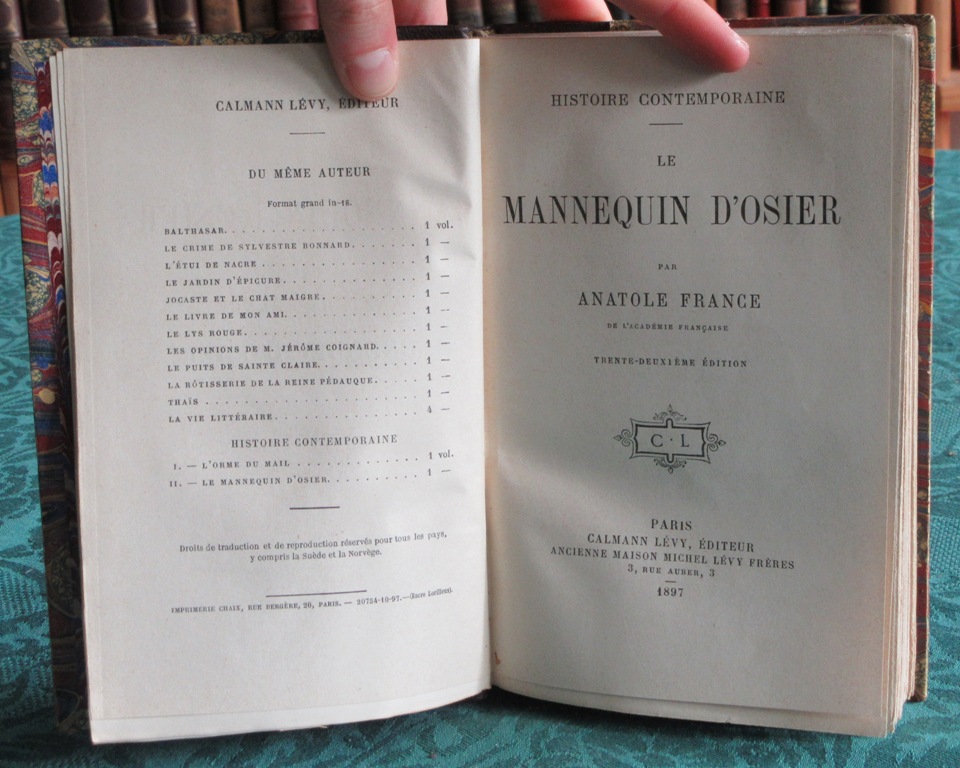 CALMANN LÉVY, ÉDITEUR
DU MÊME AUTEUR
Format grand in-18.
BALTHASAR. . . . . . . . . . . . . . . . . . . . 1 vol.
LE CRIME DE SYLVESTRE BONNARD. . . . . . . 1 —
L'ÉTUI DE NACRE . . . . . . . . . . . . . . . . 1 —
LE JARDIN D'ÉPICURE. . . . . . . . . . . . . . 1 —
JOCASTE ET LE CHAT MAIGRE. . . . . . . . . . 1 —
LE LIVRE DE MON AMI. . . . . . . . . . . . . . 1 —
LE LYS ROUGE. . . . . . . . . . . . . . . . . . 1 —
LES OPINIONS DE M. JÉRÔME COIGNARD. . . . . 1 —
LE PUITS DE SAINTE CLAIRE. . . . . . . . . . . 1 —
LA RÔTISSERIE DE LA REINE PÉDAUQUE. . . . . 1 —
THAÏS . . . . . . . . . . . . . . . . . . . . . . 1 —
LA VIE LITTÉRAIRE. . . . . . . . . . . . . . . . 4 —
HISTOIRE CONTEMPORAINE
I. — L'ORME DU MAIL . . . . . . . . . . . . . 1 vol.
II. — LE MANNEQUIN D'OSIER. . . . . . . . . . 1 —
Droits de traduction et de reproduction réservés pour tous les pays,
y compris la Suède et la Norvège.
IMPRIMERIE CHAIX, RUE BERGÈRE, 20, PARIS. — 20754-10-97. — (Encre Lorilleux).
HISTOIRE CONTEMPORAINE
LE
MANNEQUIN D'OSIER
PAR
ANATOLE FRANCE
DE L'ACADÉMIE FRANÇAISE
TRENTE-DEUXIÈME ÉDITION
C · L
PARIS
CALMANN LÉVY, ÉDITEUR
ANCIENNE MAISON MICHEL LÉVY FRÈRES
3, RUE AUBER, 3
1897